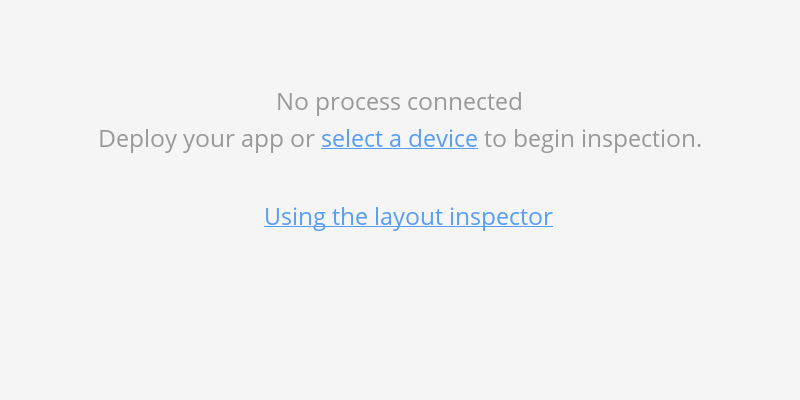 No process connected
Deploy your app or select a device to begin inspection.
Using the layout inspector